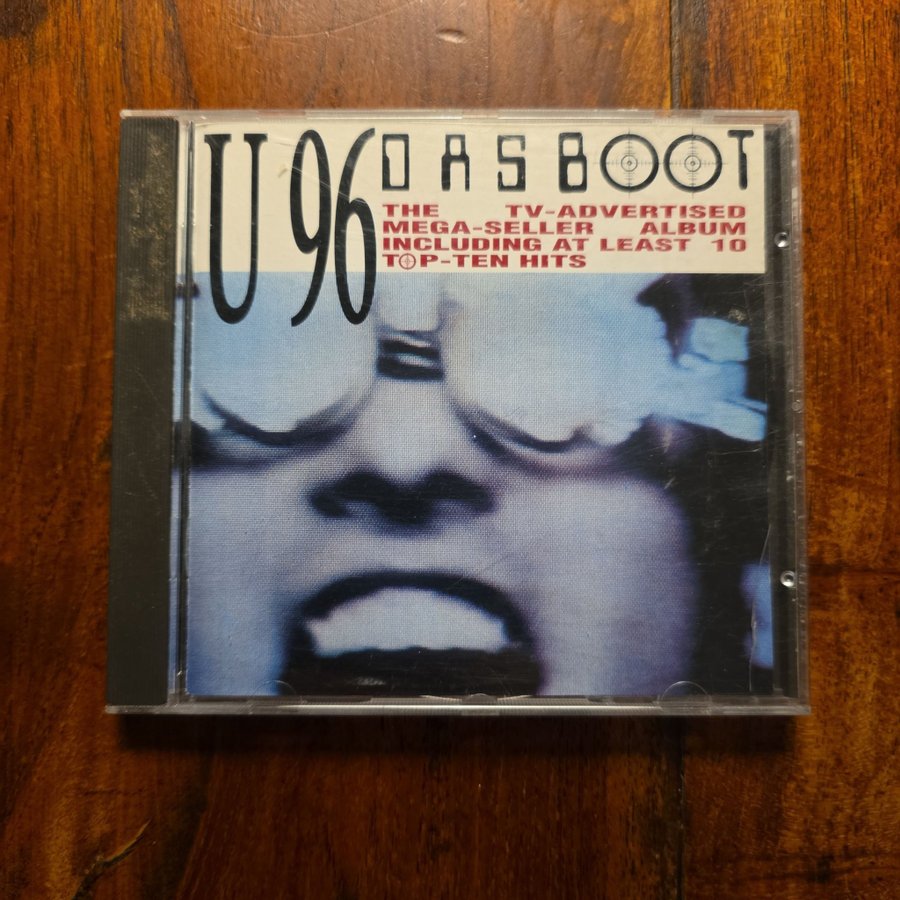 U 96 DAS BOOT
THE TV-ADVERTISED
MEGA-SELLER ALBUM
INCLUDING AT LEAST 10
TOP-TEN HITS